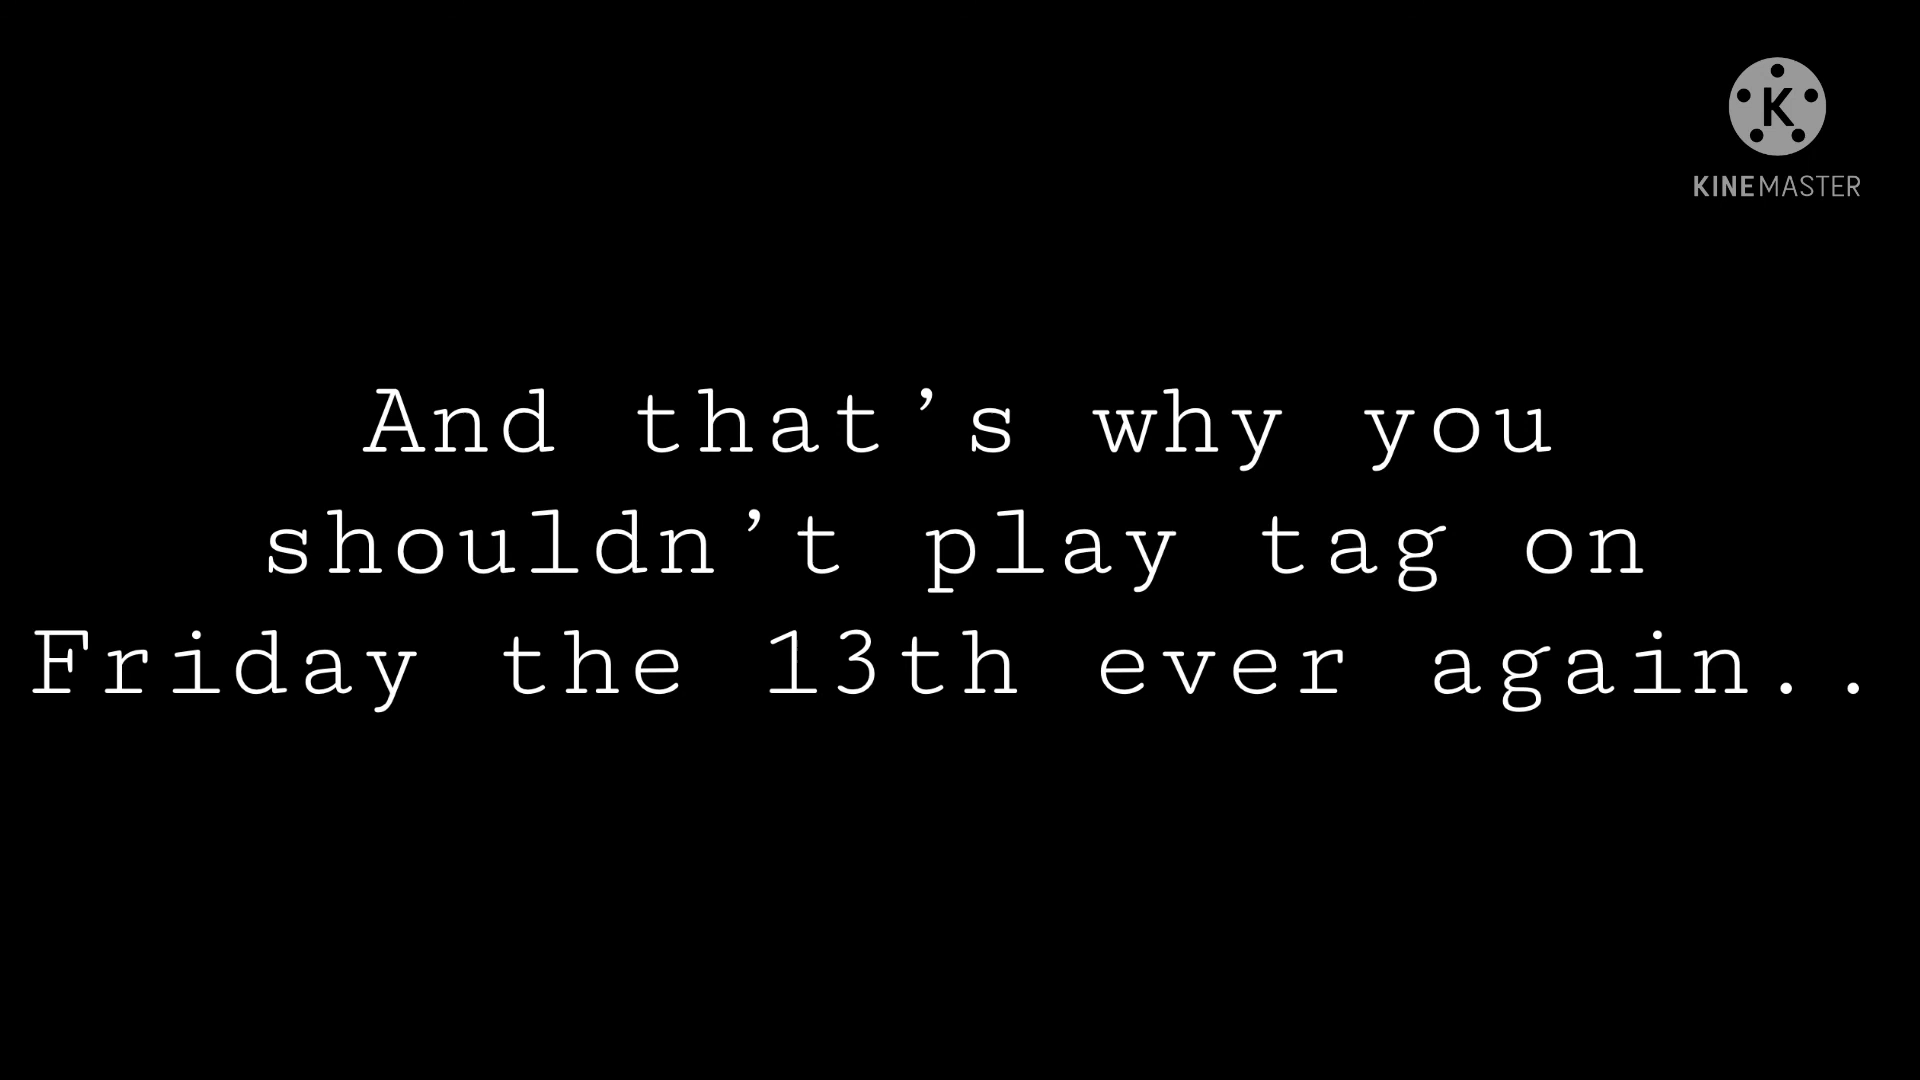 K
KINEMASTER
And that’s why you
shouldn’t play tag on
Friday the 13th ever again..